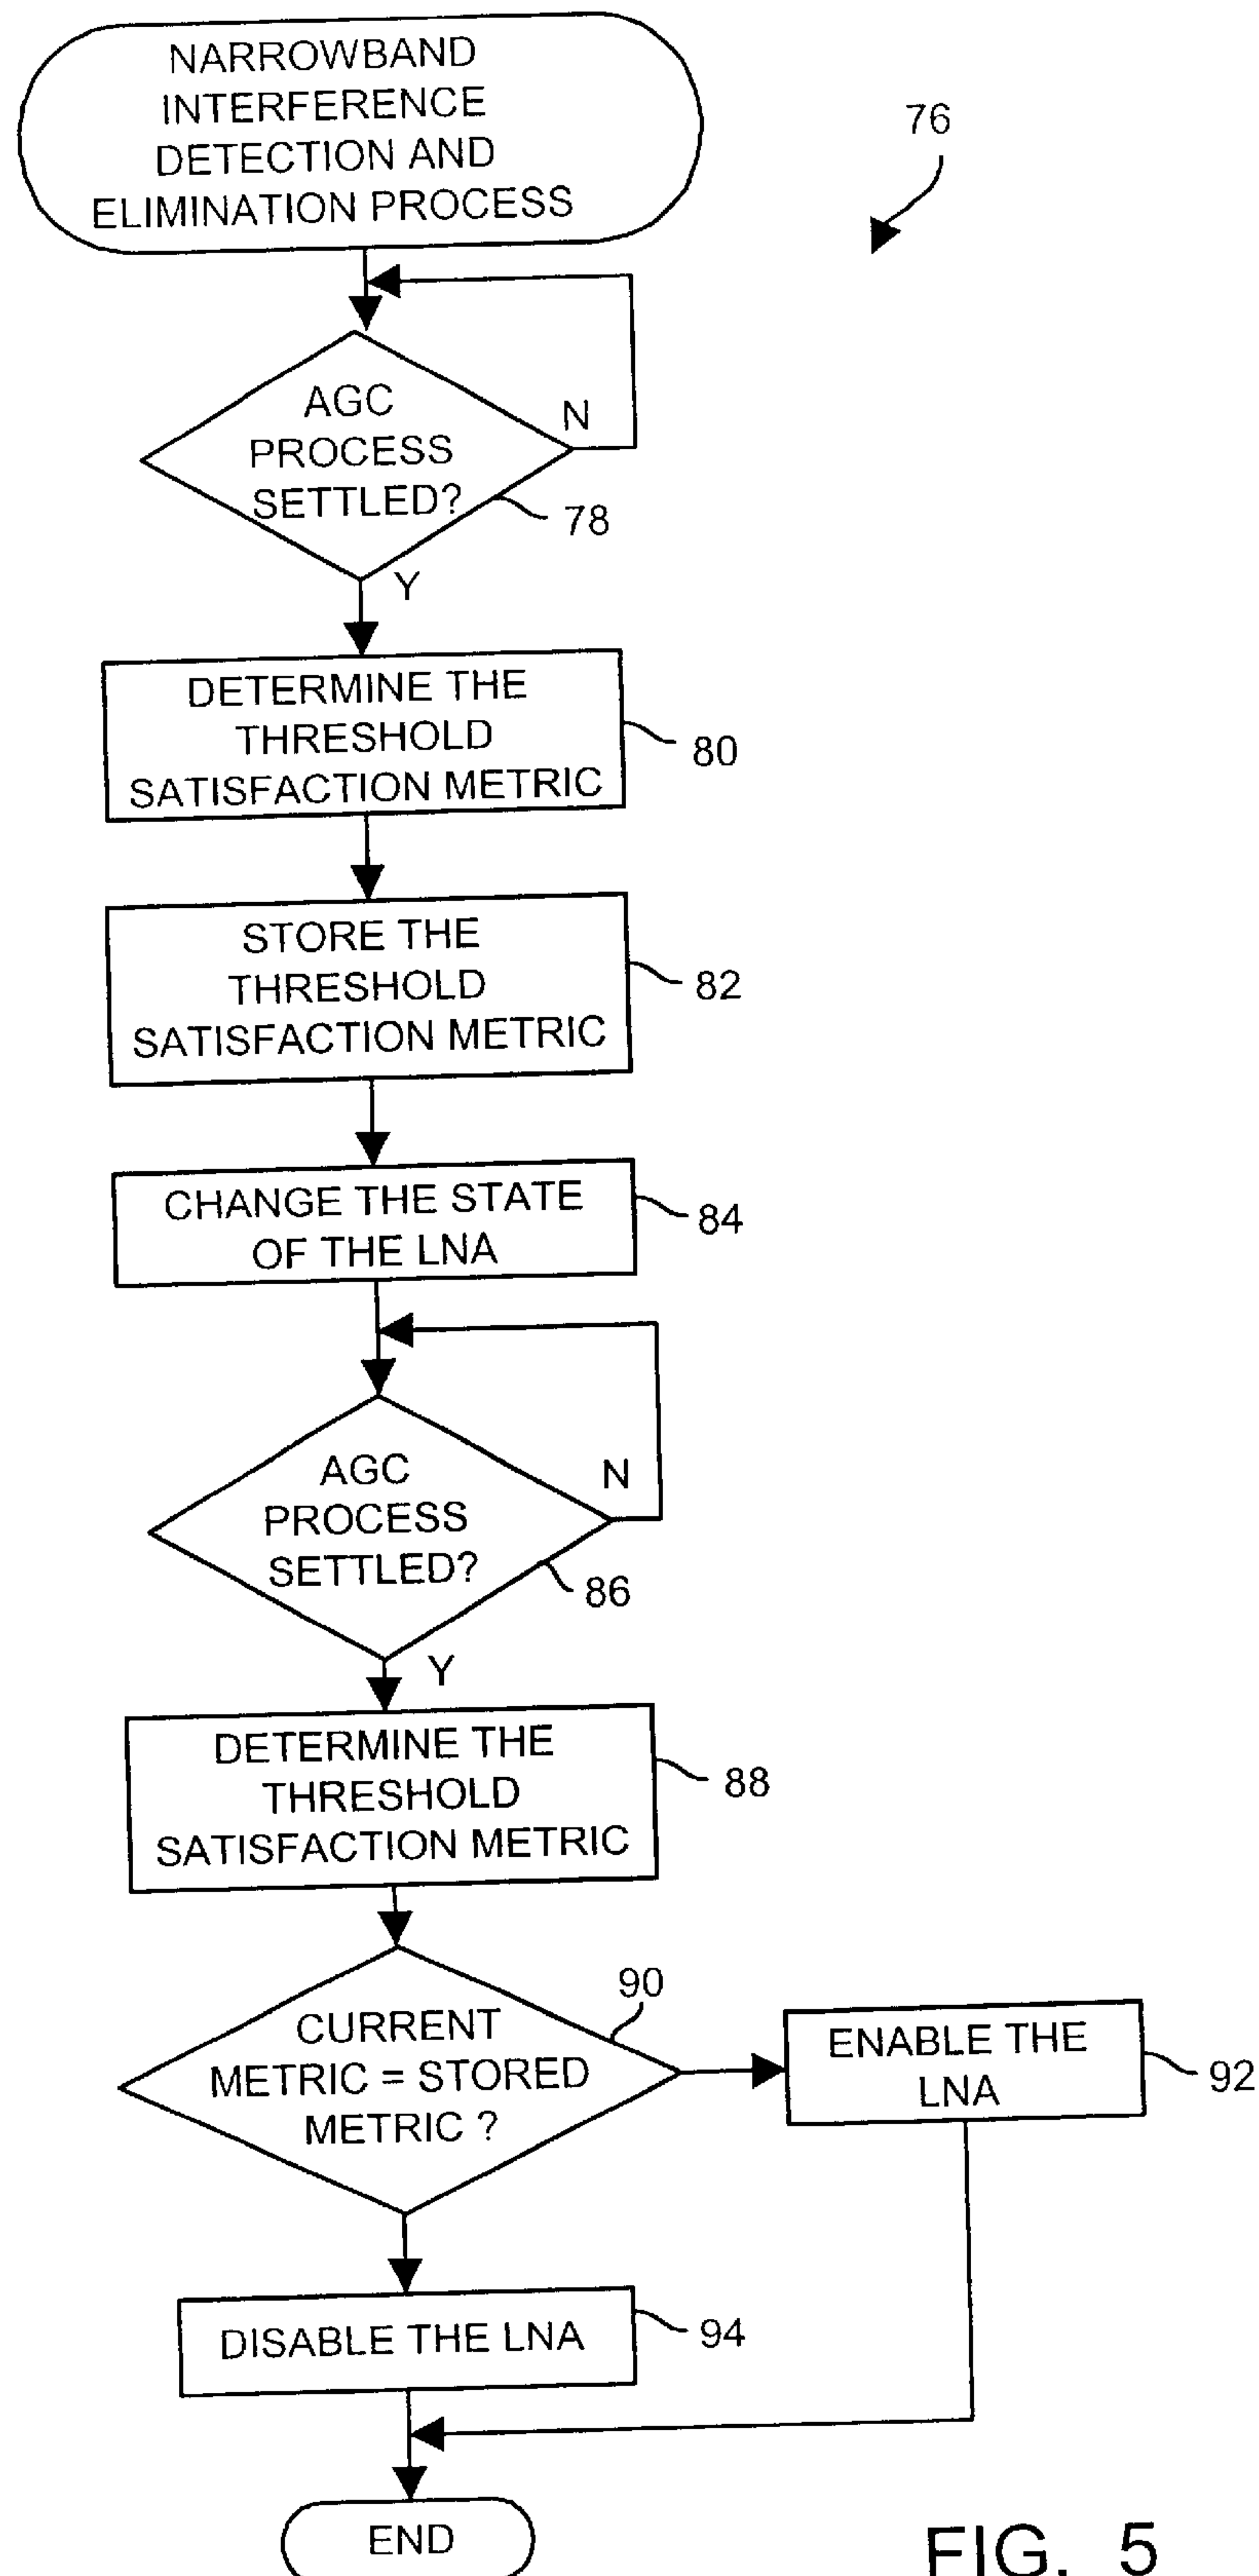 NARROWBAND
INTERFERENCE
DETECTION AND
ELIMINATION PROCESS
76
AGC
PROCESS
SETTLED?
N
78
Y
DETERMINE THE
THRESHOLD
SATISFACTION METRIC
80
STORE THE
THRESHOLD
SATISFACTION METRIC
82
CHANGE THE STATE
OF THE LNA
84
AGC
PROCESS
SETTLED?
N
86
Y
DETERMINE THE
THRESHOLD
SATISFACTION METRIC
88
CURRENT
METRIC = STORED
METRIC ?
90
ENABLE THE
LNA
92
DISABLE THE LNA
94
END
FIG. 5